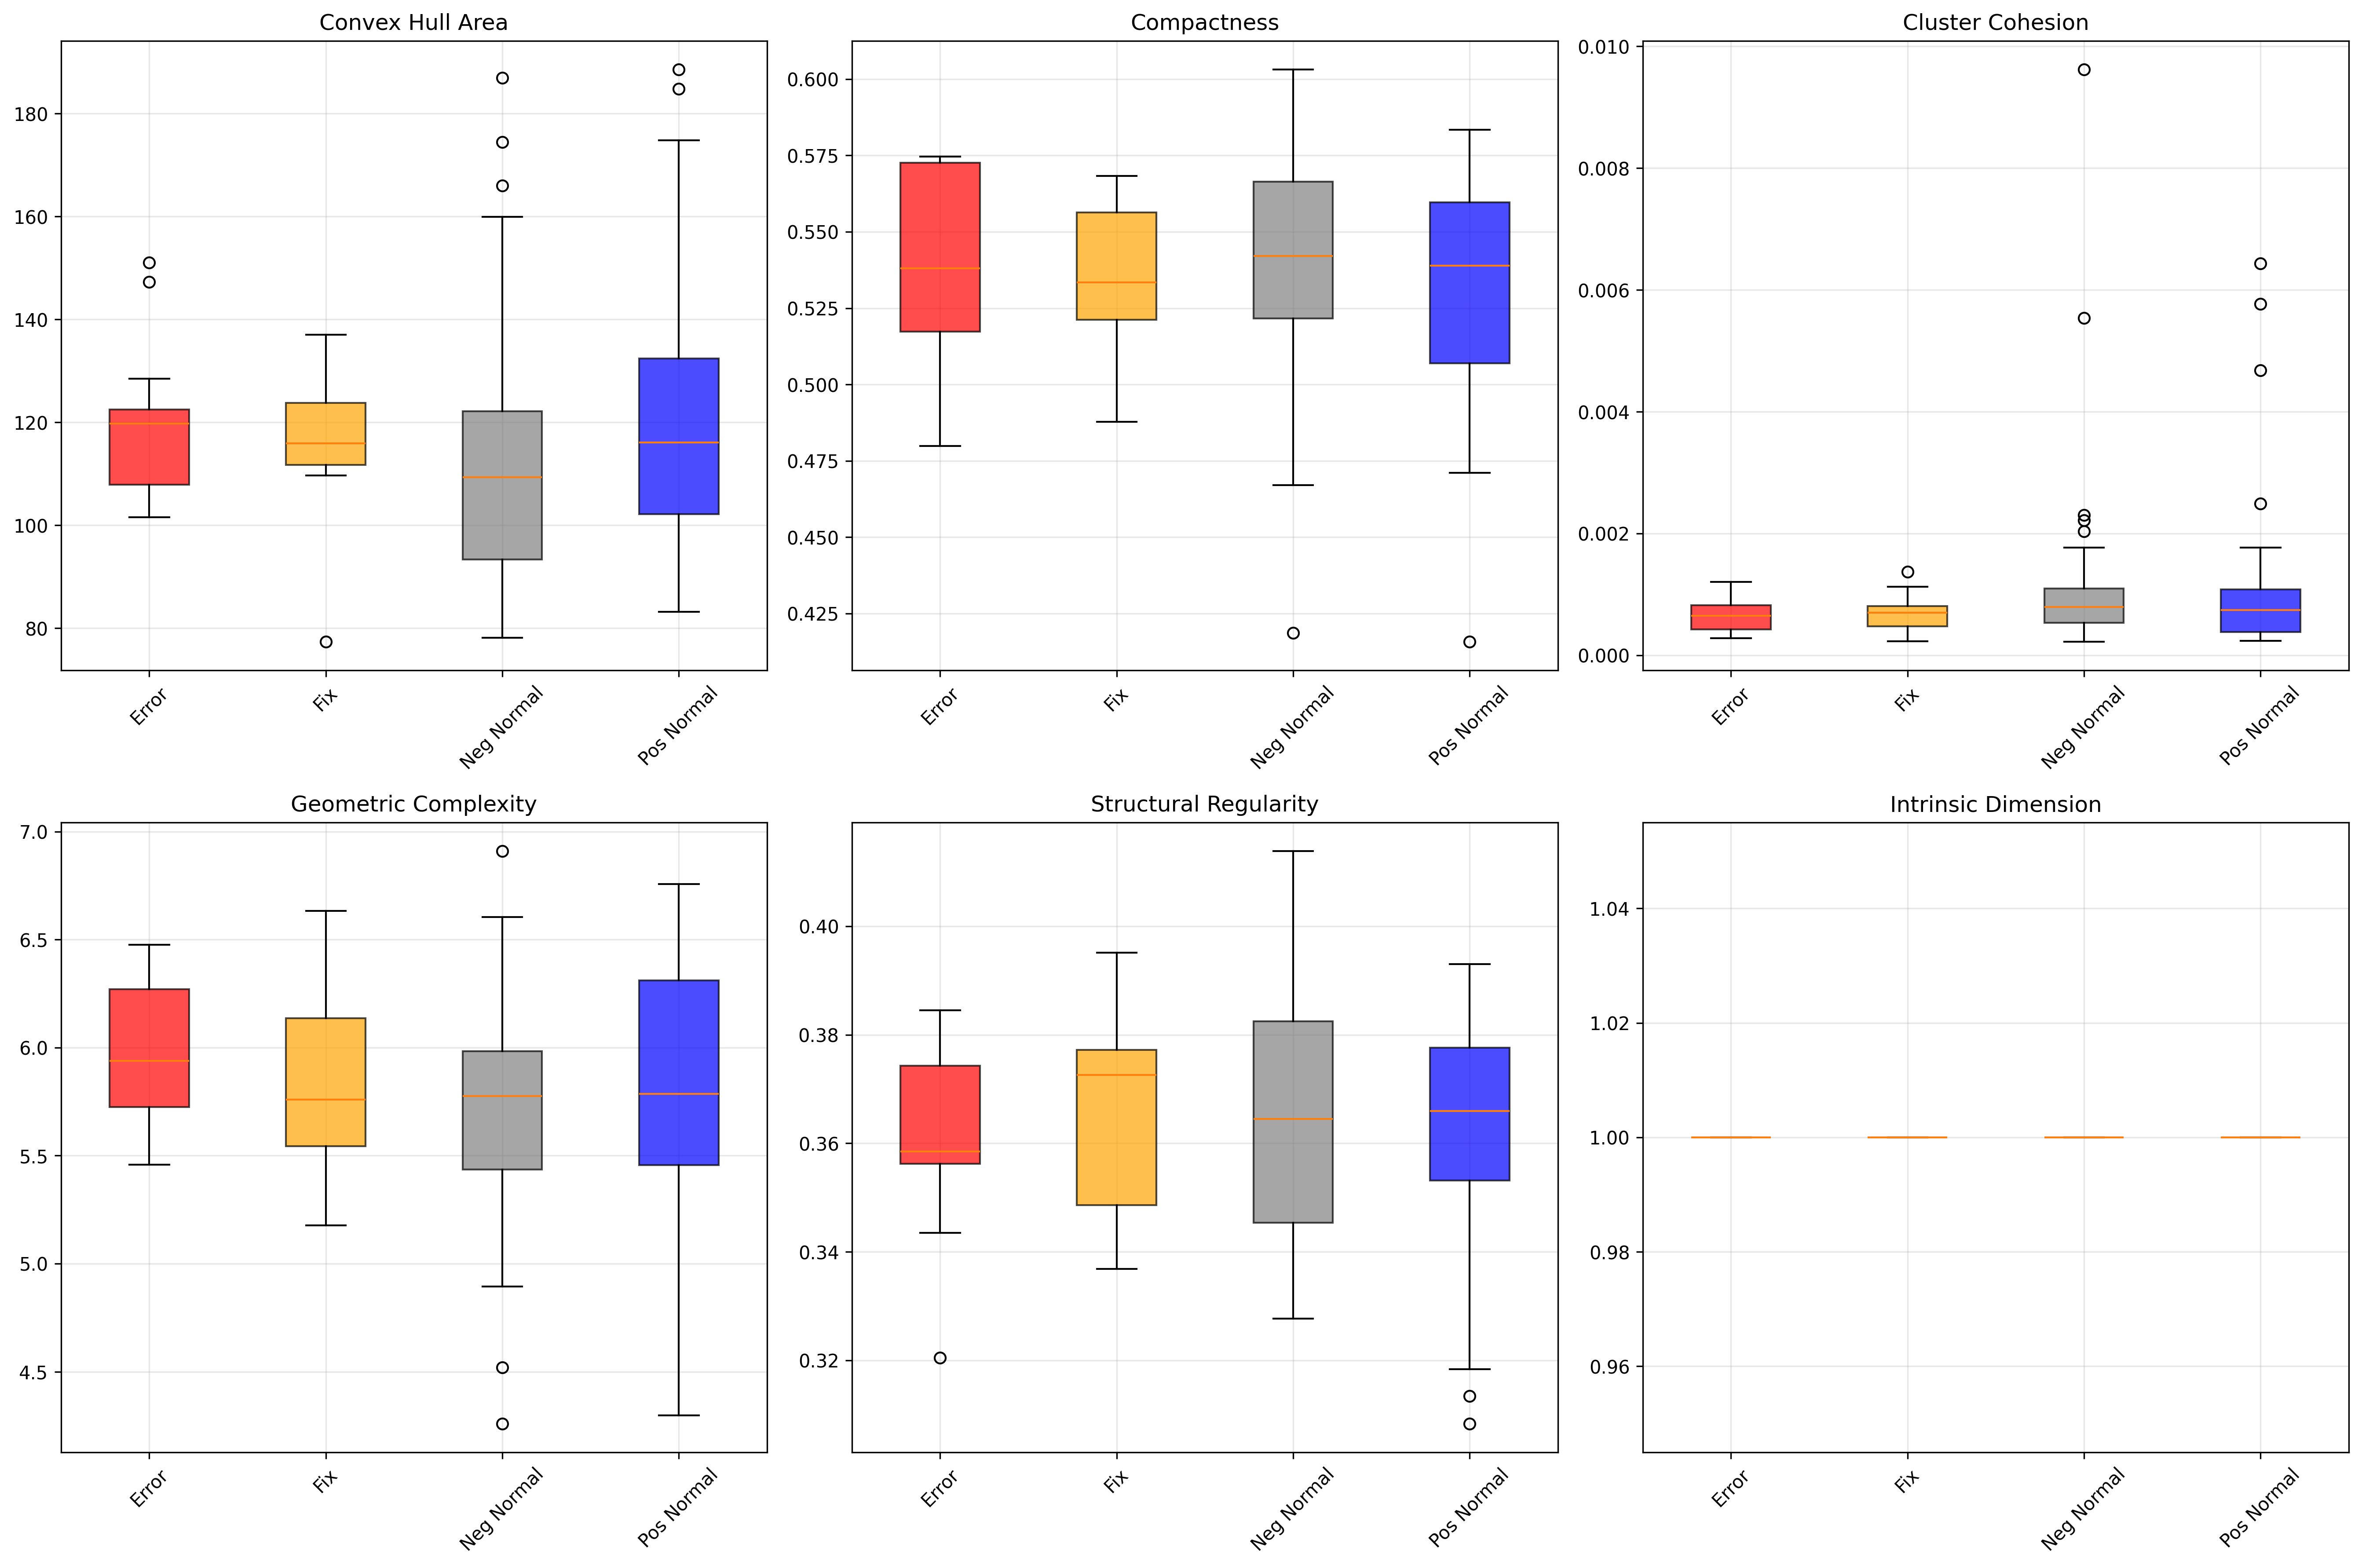 Convex Hull Area
180
160
140
120
100
80
Error
Fix
Neg Normal
Pos Normal
Compactness
0.600
0.575
0.550
0.525
0.500
0.475
0.450
0.425
Error
Fix
Neg Normal
Pos Normal
Cluster Cohesion
0.010
0.008
0.006
0.004
0.002
0.000
Error
Fix
Neg Normal
Pos Normal
Geometric Complexity
7.0
6.5
6.0
5.5
5.0
4.5
Error
Fix
Neg Normal
Pos Normal
Structural Regularity
0.40
0.38
0.36
0.34
0.32
Error
Fix
Neg Normal
Pos Normal
Intrinsic Dimension
1.04
1.02
1.00
0.98
0.96
Error
Fix
Neg Normal
Pos Normal